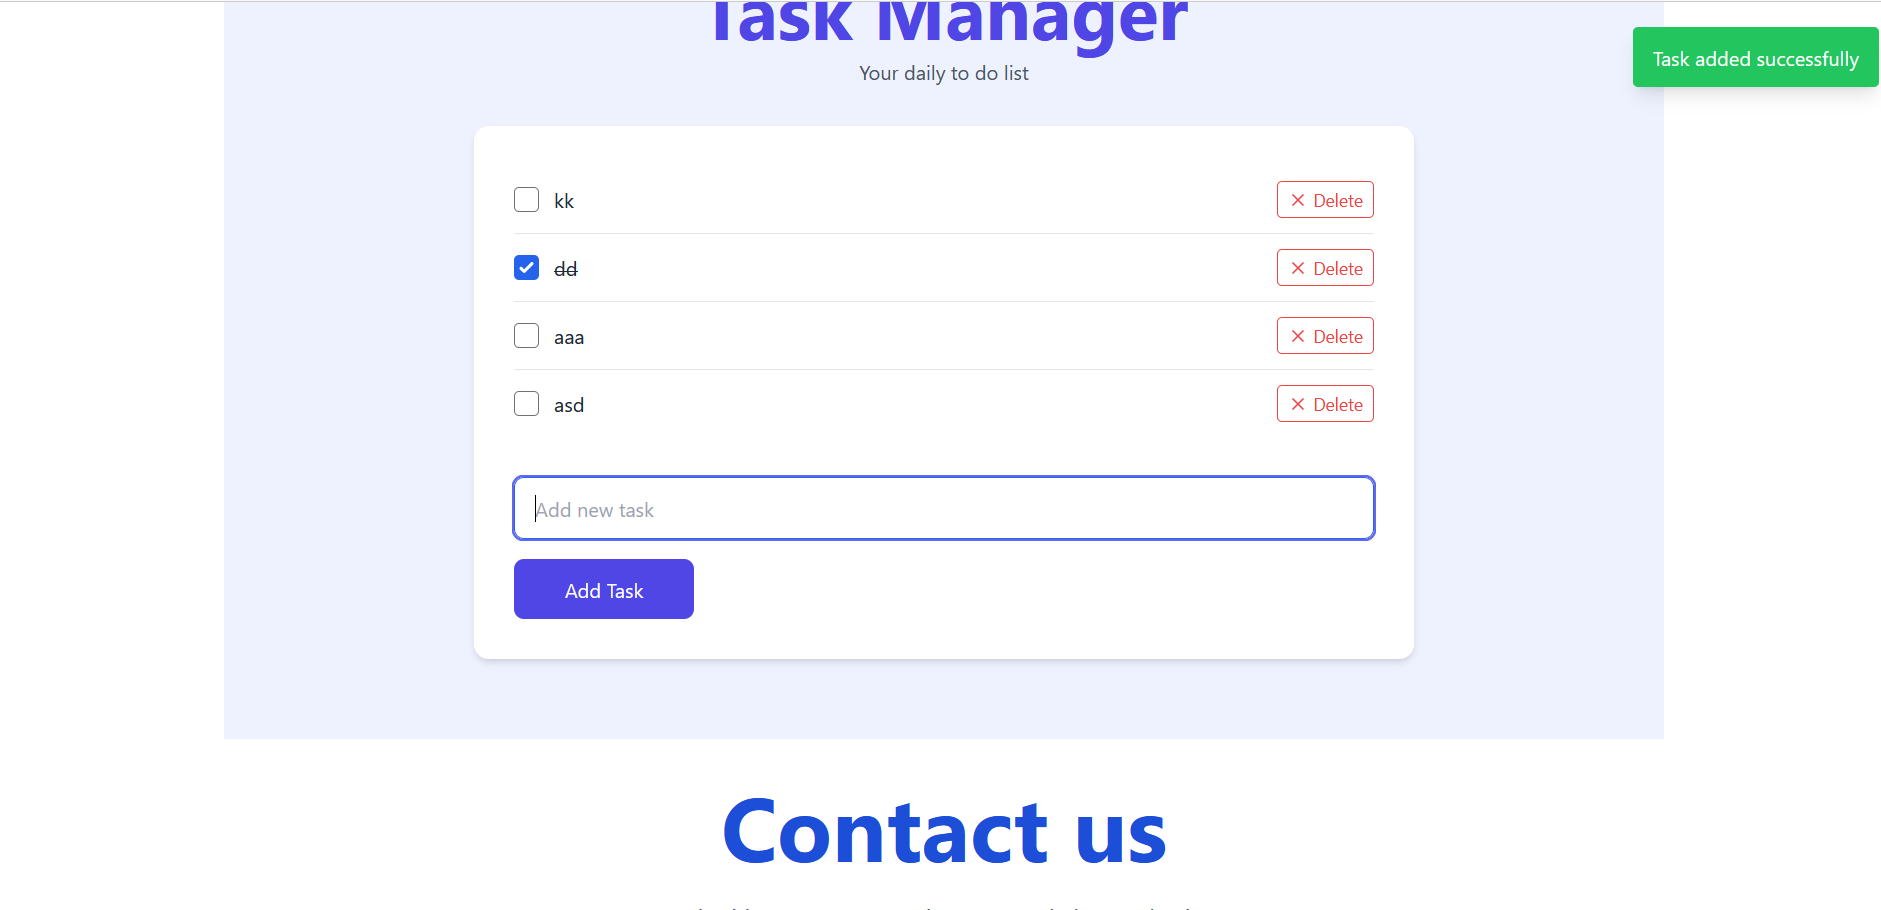 Task Manager
Task added successfully
Your daily to do list
kk
Delete
dd
Delete
aaa
Delete
asd
Delete
Add new task
Add Task
Contact us